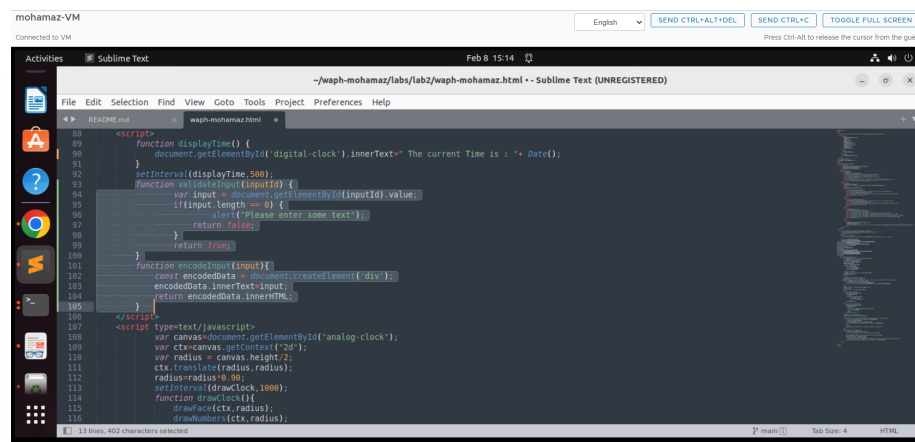 mohamaz-VM
English
SEND CTRL+ALT+DEL
SEND CTRL+C
TOGGLE FULL SCREEN
Connected to VM
Press Ctrl-Alt to release the cursor from the gue
Activities
Sublime Text
Feb 8 15:14
~/waph-mohamaz/labs/lab2/waph-mohamaz.html • - Sublime Text (UNREGISTERED)
File Edit Selection Find View Goto Tools Project Preferences Help
README.md
waph-mohamaz.html
88 <script>
89 function displayTime() {
90 document.getElementById('digital-clock').innerText=" The current Time is : "+ Date();
91 }
92 setInterval(displayTime,500);
93 function validateInput(inputId) {
94 var input = document.getElementById(inputId).value;
95 if(input.length == 0) {
96 alert("Please enter some text");
97 return false;
98 }
99 return true;
100 }
101 function encodeInput(input){
102 const encodedData = document.createElement('div');
103 encodedData.innerText=input;
104 return encodedData.innerHTML;
105 }
106 </script>
107 <script type=text/javascript>
108 var canvas=document.getElementById("analog-clock");
109 var ctx=canvas.getContext("2d");
110 var radius = canvas.height/2;
111 ctx.translate(radius,radius);
112 radius=radius*0.90;
113 setInterval(drawClock,1000);
114 function drawClock(){
115 drawFace(ctx,radius);
116 drawNumbers(ctx,radius);
13 lines, 402 characters selected
main
Tab Size: 4
HTML